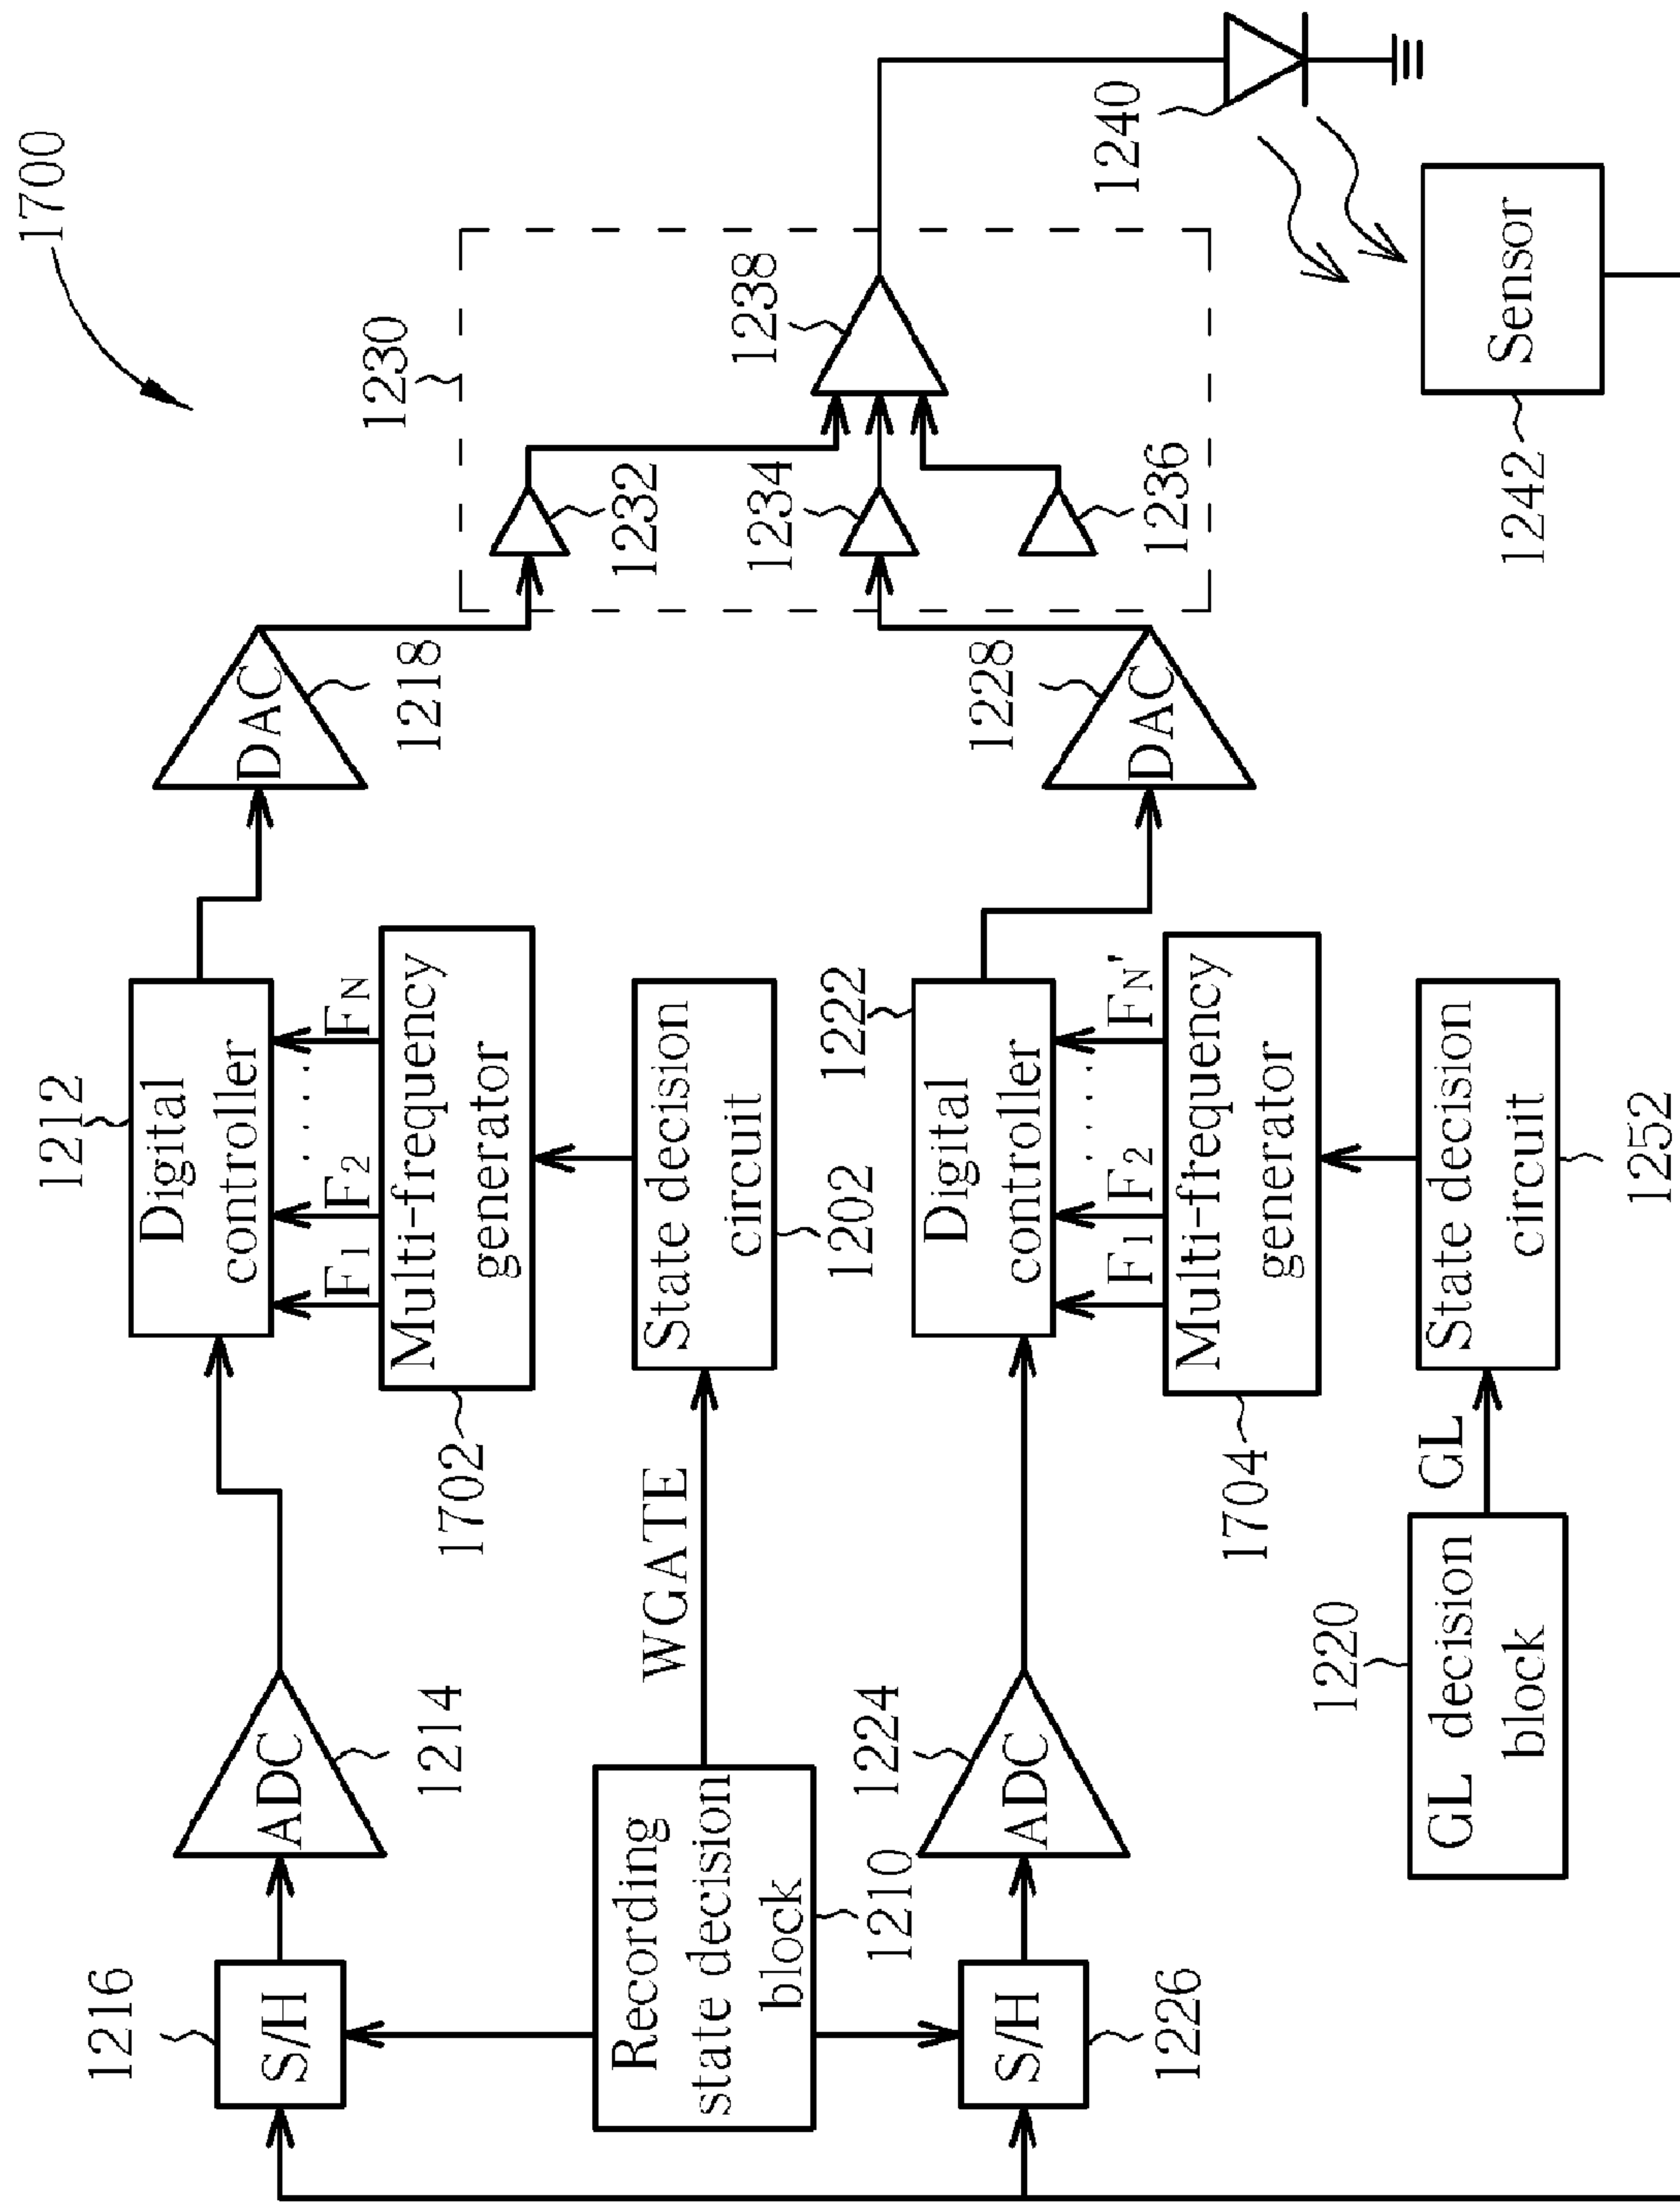 1700
1216
S/H
ADC
1214
1212
Digital
controller
F1
F2
.....
FN
Multi-frequency
generator
1702
DAC
1218
Recording
state decision
block
1210
WGATE
State decision
circuit
1202
1230
1232
1234
1236
1238
1240
S/H
1226
ADC
1224
1222
Digital
controller
F1
F2
.....
FN'
Multi-frequency
generator
1704
DAC
1228
GL decision
block
1220
GL
State decision
circuit
1252
Sensor
1242